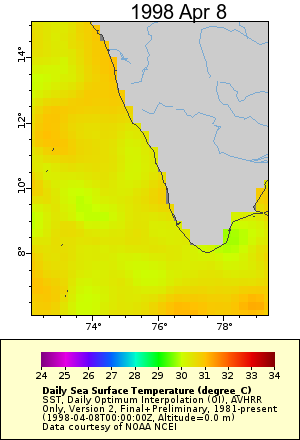 1998 Apr 8
14°
12°
10°
8°
74°
76°
78°
24 25 26 27 28 29 30 31 32 33 34
Daily Sea Surface Temperature (degree_C)
SST, Daily Optimum Interpolation (OI), AVHRR
Only, Version 2, Final+Preliminary, 1981-present
(1998-04-08T00:00:00Z, Altitude=0.0 m)
Data courtesy of NOAA NCEI